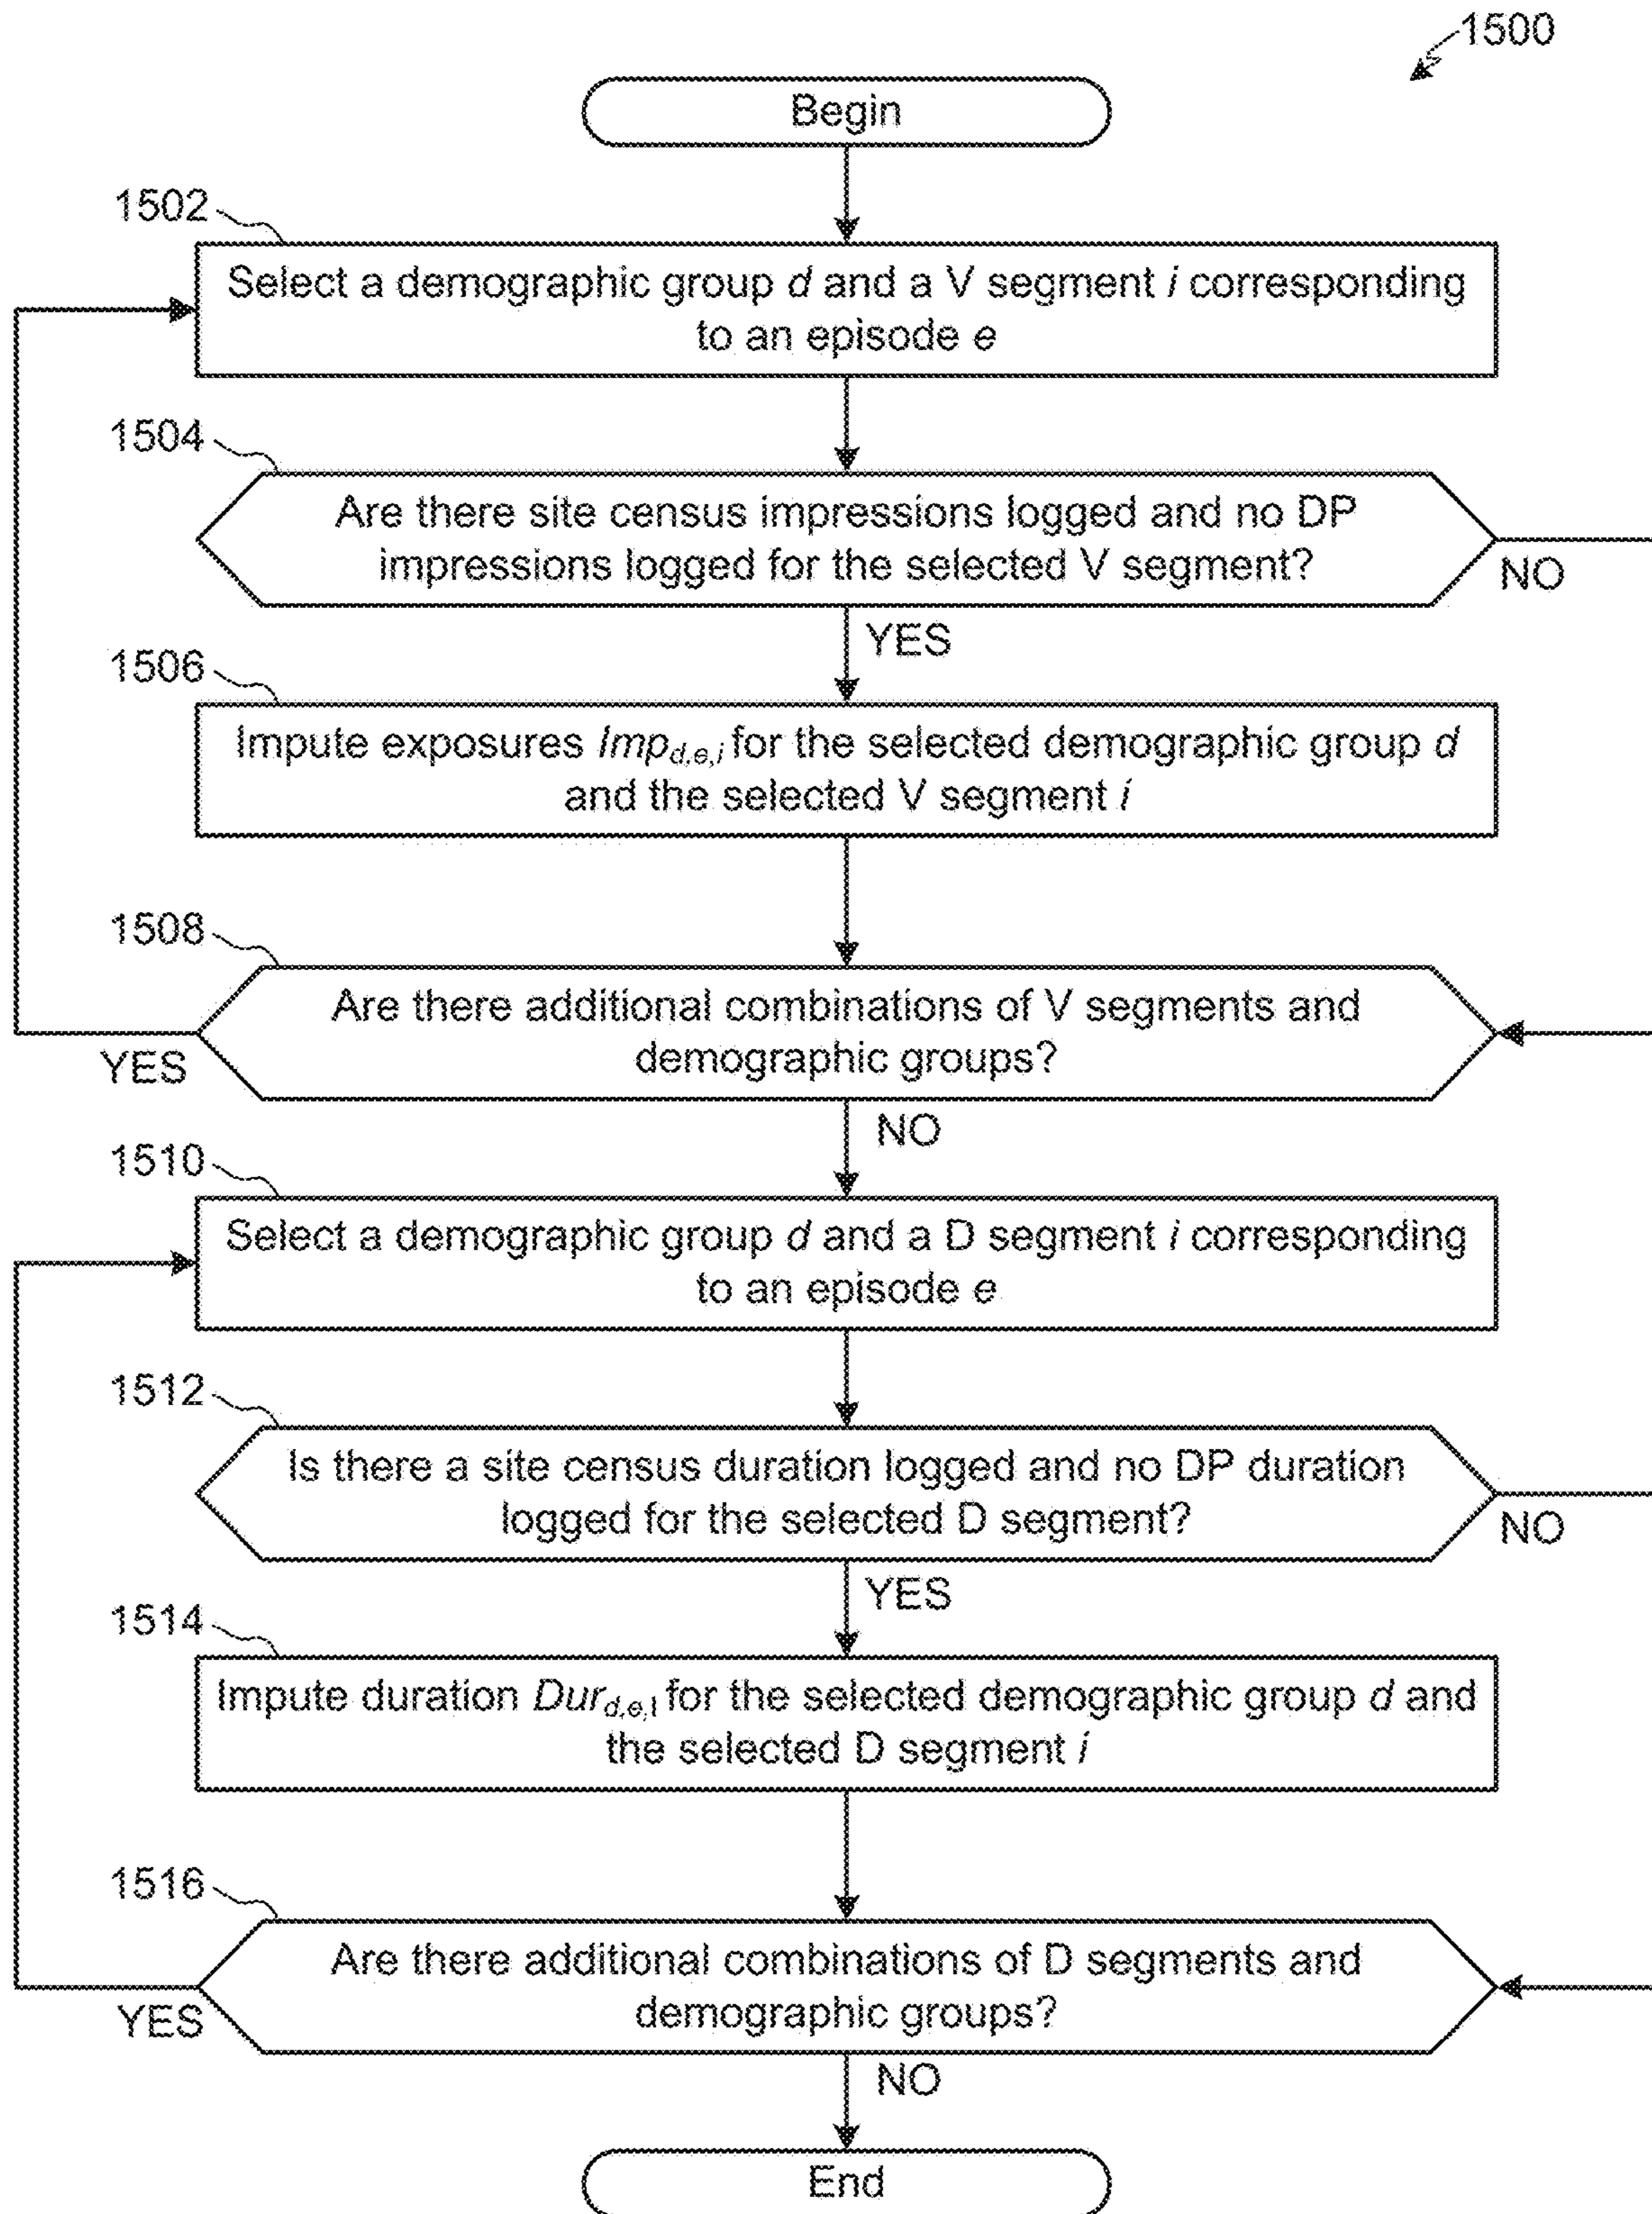 1500
Begin
1502
Select a demographic group d and a V segment i corresponding
to an episode e
1504
Are there site census impressions logged and no DP
impressions logged for the selected V segment?
NO
YES
1506
Impute exposures Imp_{d,e,i} for the selected demographic group d
and the selected V segment i
1508
Are there additional combinations of V segments and
demographic groups?
YES
NO
1510
Select a demographic group d and a D segment i corresponding
to an episode e
1512
Is there a site census duration logged and no DP duration
logged for the selected D segment?
NO
YES
1514
Impute duration Dur_{d,e,I} for the selected demographic group d and
the selected D segment i
1516
Are there additional combinations of D segments and
demographic groups?
YES
NO
End